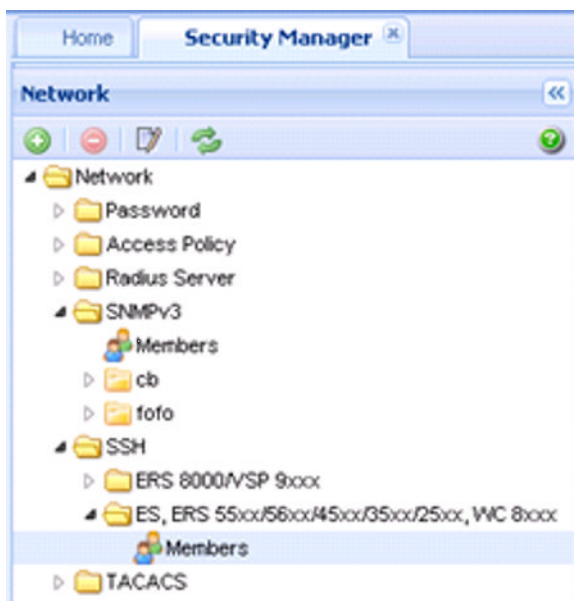 Home
Security Manager
Network
Network
Password
Access Policy
Radius Server
SNMPv3
Members
cb
fofo
SSH
ERS 8000/VSP 9xxx
ES, ERS 55xx/56xx/45xx/35xx/25xx, WC 8xxx
Members
TACACS